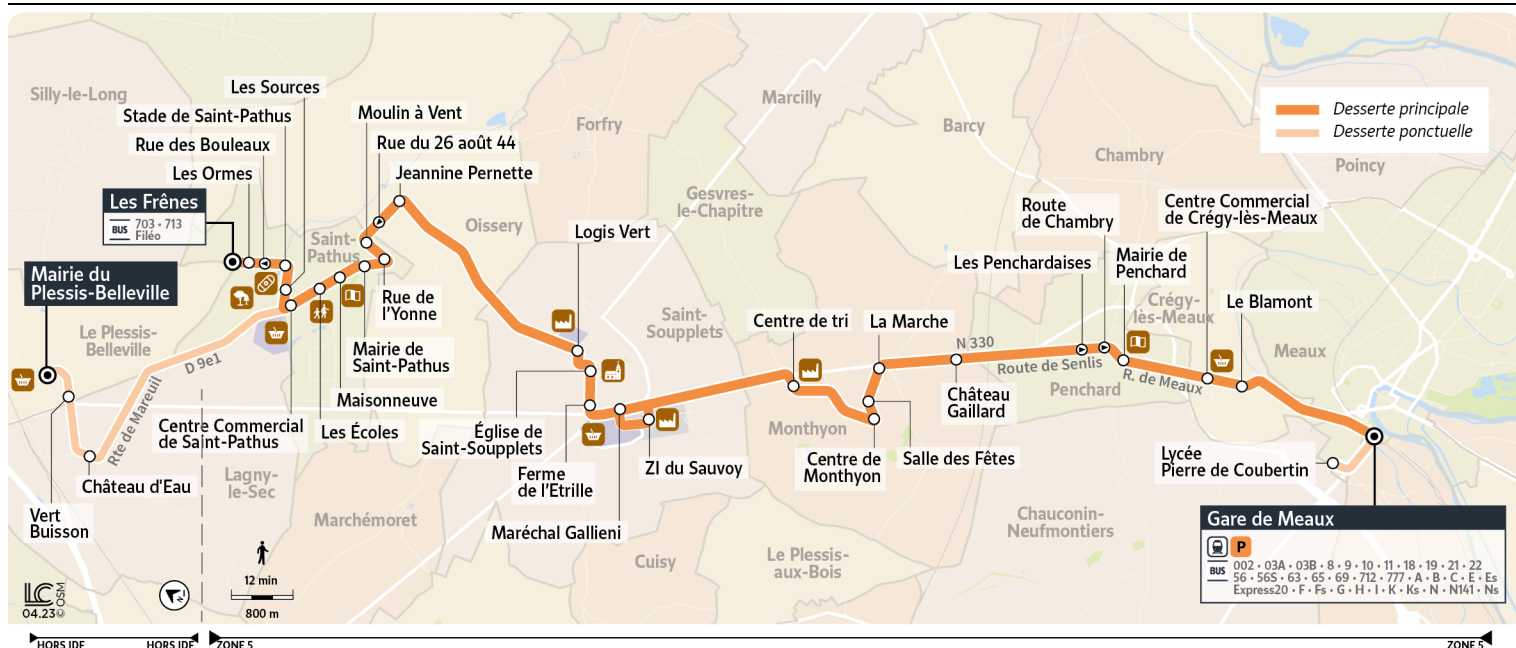 Silly-le-Long
Les Sources
Stade de Saint-Pathus
Rue des Bouleaux
Les Ormes
Les Frênes
BUS
703 • 713
Filéo
Mairie du
Plessis-Belleville
Le Plessis-
Belleville
Moulin à Vent
Rue du 26 août 44
Jeannine Pernette
Saint-
Pathus
Oissery
Forfry
Marcilly
Gesvres-
le-Chapitre
Barcy
Chambry
Poincy
Desserte principale
Desserte ponctuelle
Logis Vert
Rue de
l'Yonne
Mairie de
Saint-Pathus
Maisonneuve
Les Écoles
Centre Commercial
de Saint-Pathus
D 9e1
Rte de Mareuil
Château d'Eau
Vert
Buisson
Lagny-
le-Sec
Marchémoret
Saint-
Soupplets
Église de
Saint-Soupplets
Ferme
de l'Etrille
Maréchal Gallieni
ZI du Sauvoy
Cuisy
Centre de tri
La Marche
Monthyon
Centre de
Monthyon
Salle des Fêtes
Le Plessis-
aux-Bois
N 330
Route de Senlis
Château
Gaillard
Les Penchardaises
Route
de Chambry
Mairie de
Penchard
Penchard
R. de Meaux
Centre Commercial
de Crégy-lès-Meaux
Crégy-
lès-Meaux
Le Blamont
Meaux
Chauconin-
Neufmontiers
Lycée
Pierre de Coubertin
Gare de Meaux
P
BUS
002 • 03A • 03B • 8 • 9 • 10 • 11 • 18 • 19 • 21 • 22
56 • 56S • 63 • 65 • 69 • 712 • 777 • A • B • C • E • Es
Express20 • F • Fs • G • H • I • K • Ks • N • N141 • Ns
12 min
800 m
LC
04.23 © OSM
HORS IDF
HORS IDF
ZONE 5
ZONE 5